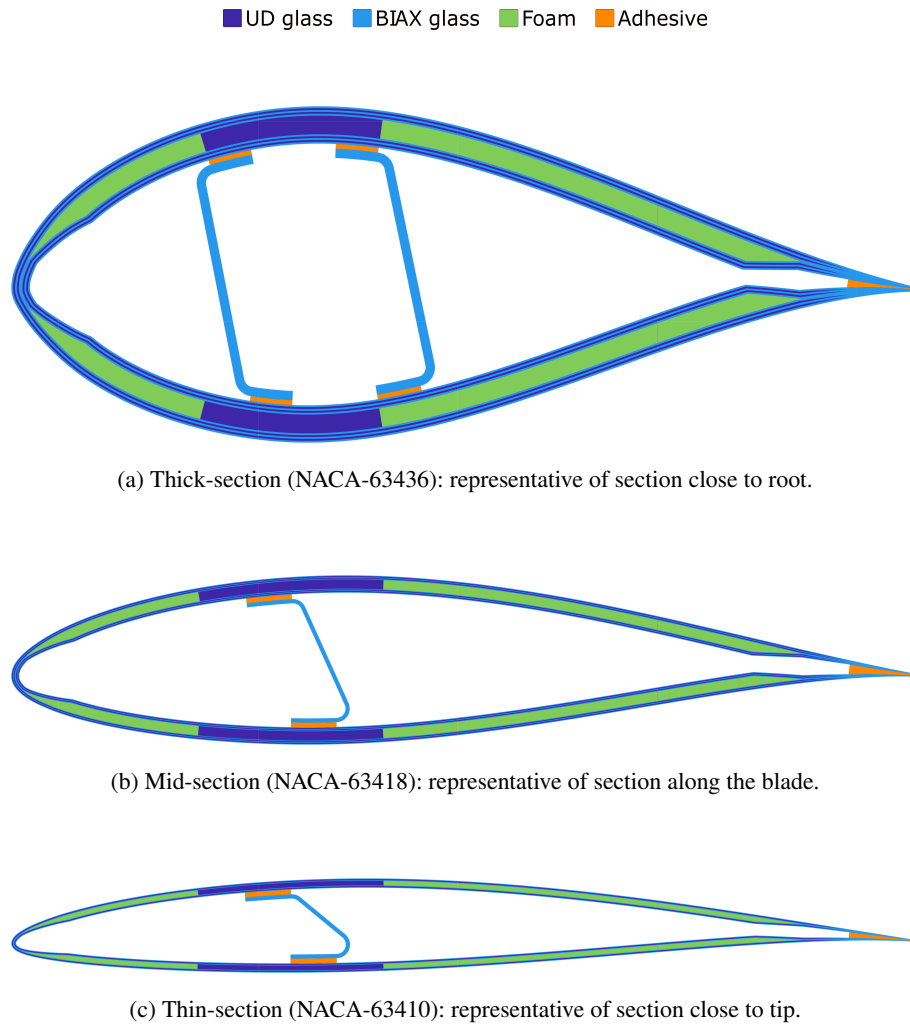 UD glass BIAX glass Foam Adhesive
(a) Thick-section (NACA-63436): representative of section close to root.
(b) Mid-section (NACA-63418): representative of section along the blade.
(c) Thin-section (NACA-63410): representative of section close to tip.